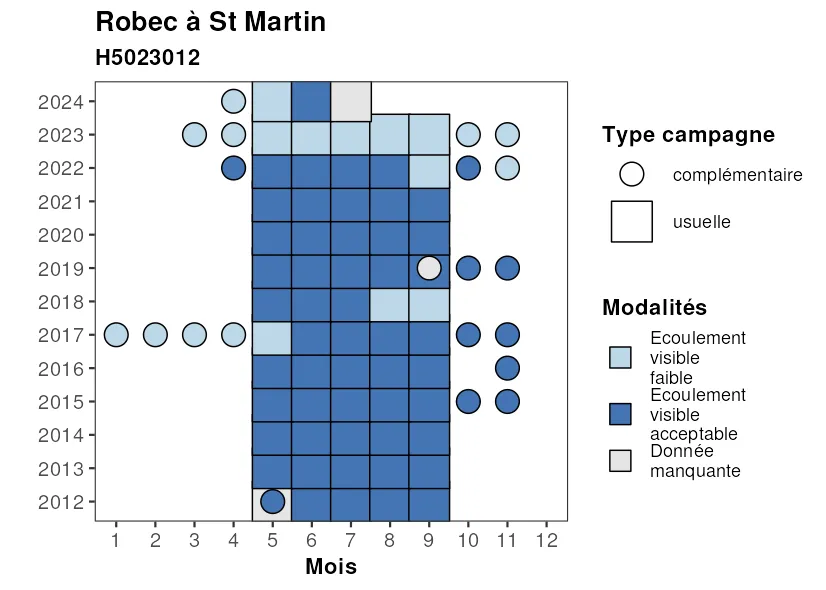 Robec à St Martin
H5023012
2024
2023
2022
2021
2020
2019
2018
2017
2016
2015
2014
2013
2012
1 2 3 4 5 6 7 8 9 10 11 12
Mois
Type campagne
complémentaire
usuelle
Modalités
Ecoulement
visible
faible
Ecoulement
visible
acceptable
Donnée
manquante